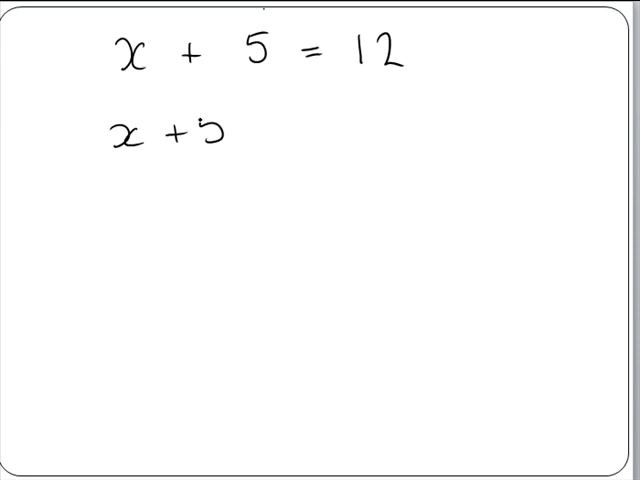 x + 5 = 12
x + 5